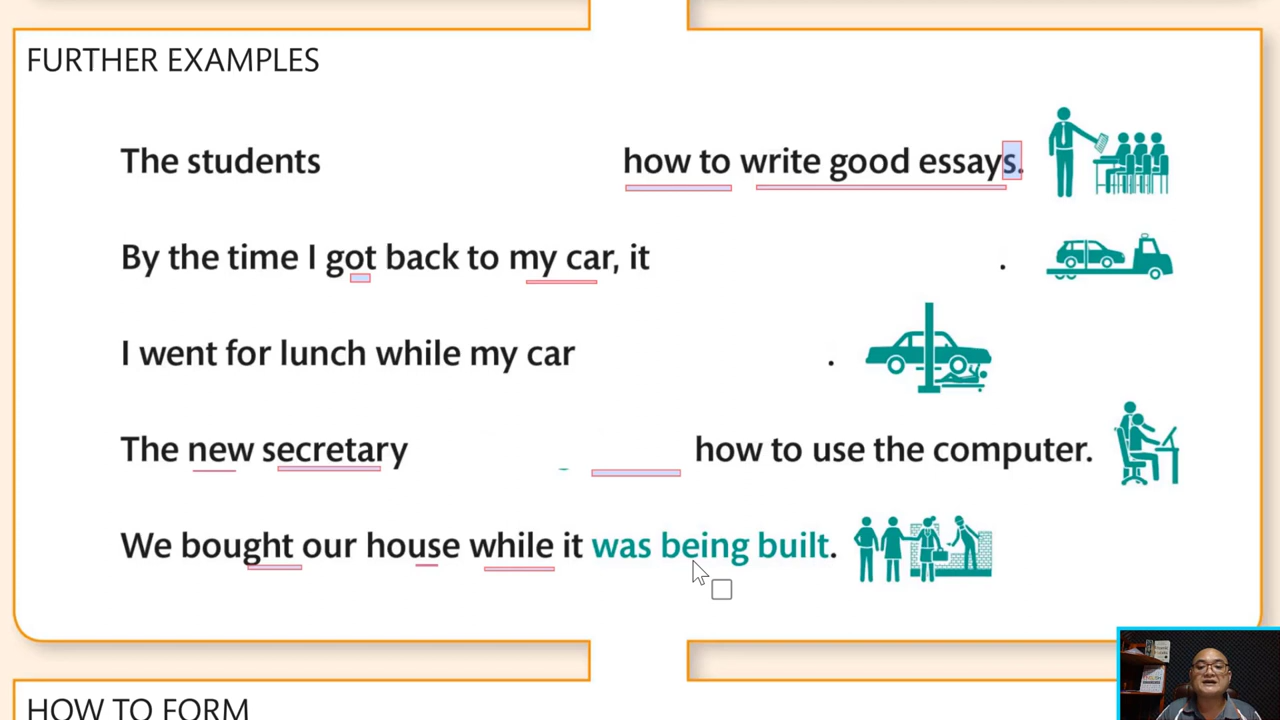 FURTHER EXAMPLES
The students how to write good essays.
By the time I got back to my car, it .
I went for lunch while my car .
The new secretary how to use the computer.
We bought our house while it was being built.
HOW TO FORM